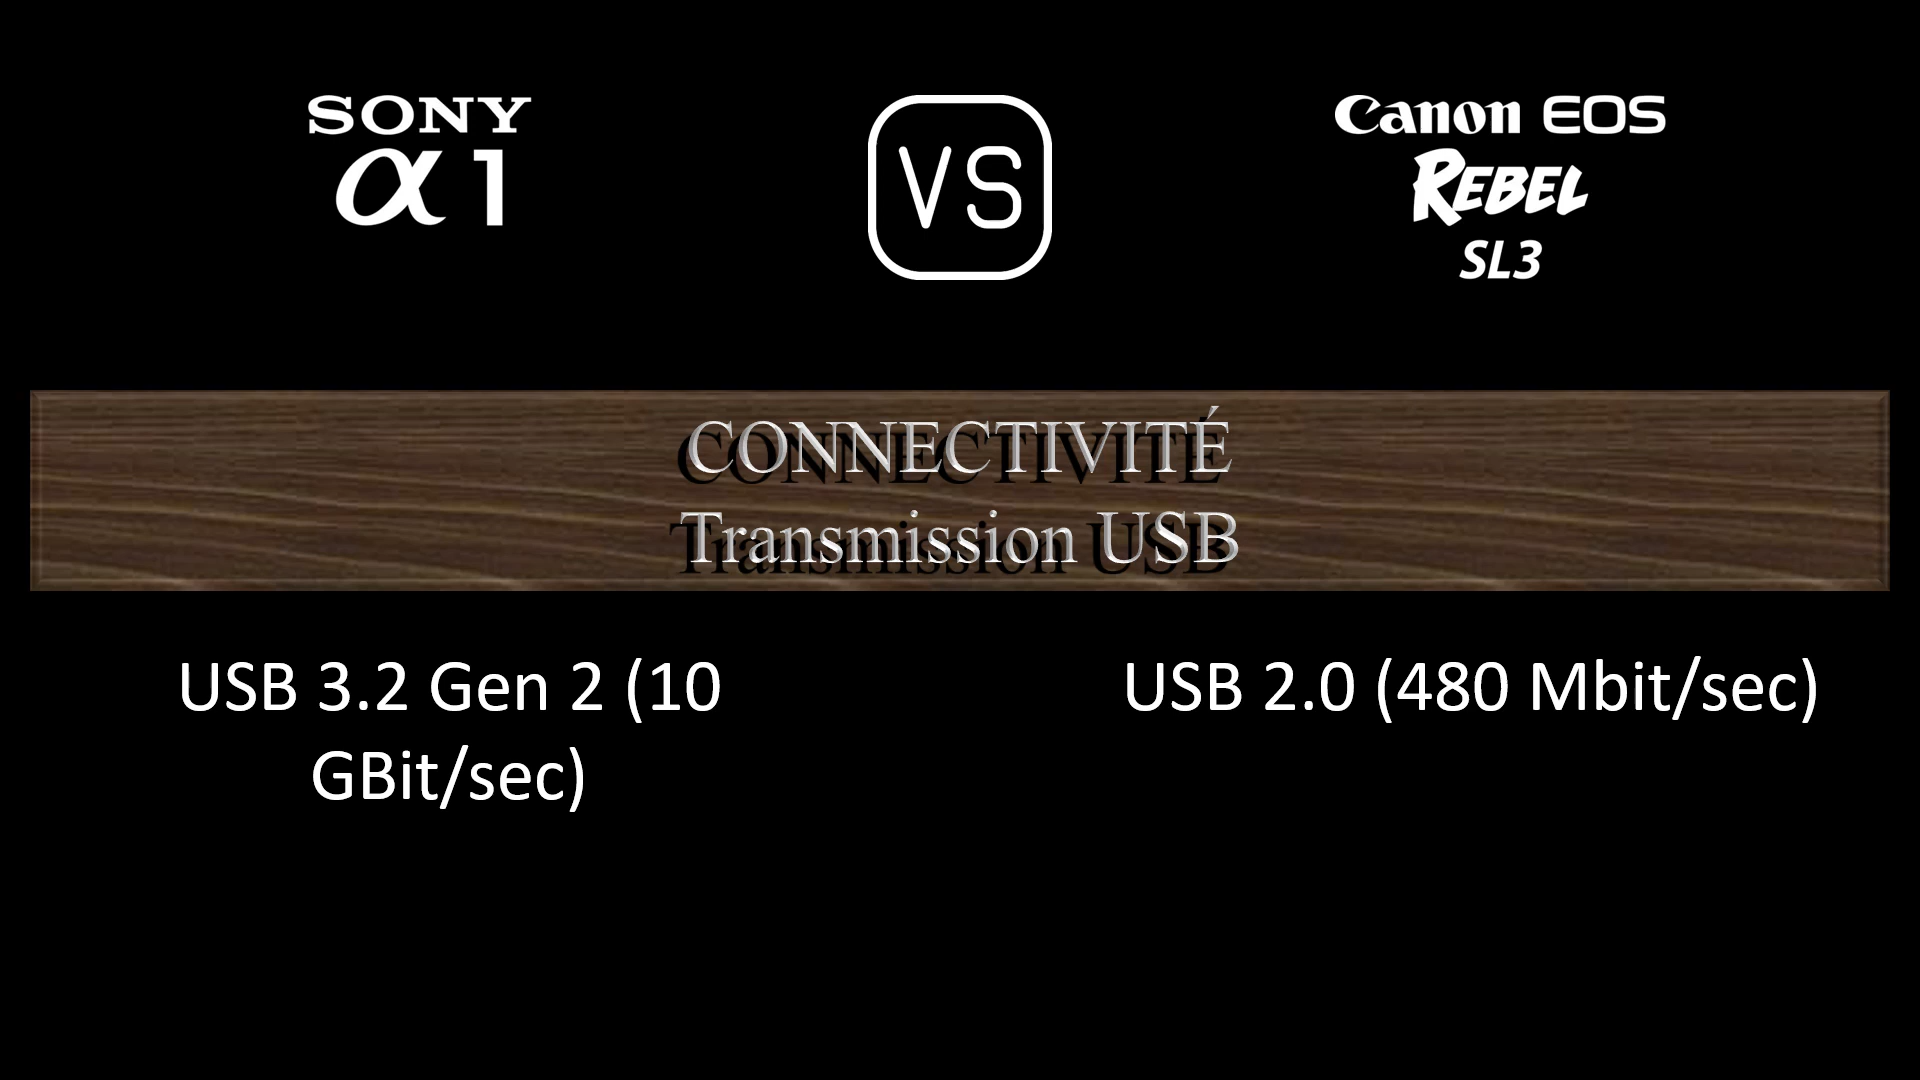 SONY
α 1
VS
Canon EOS
REBEL
SL3
CONNECTIVITÉ
Transmission USB
USB 3.2 Gen 2 (10
GBit/sec)
USB 2.0 (480 Mbit/sec)